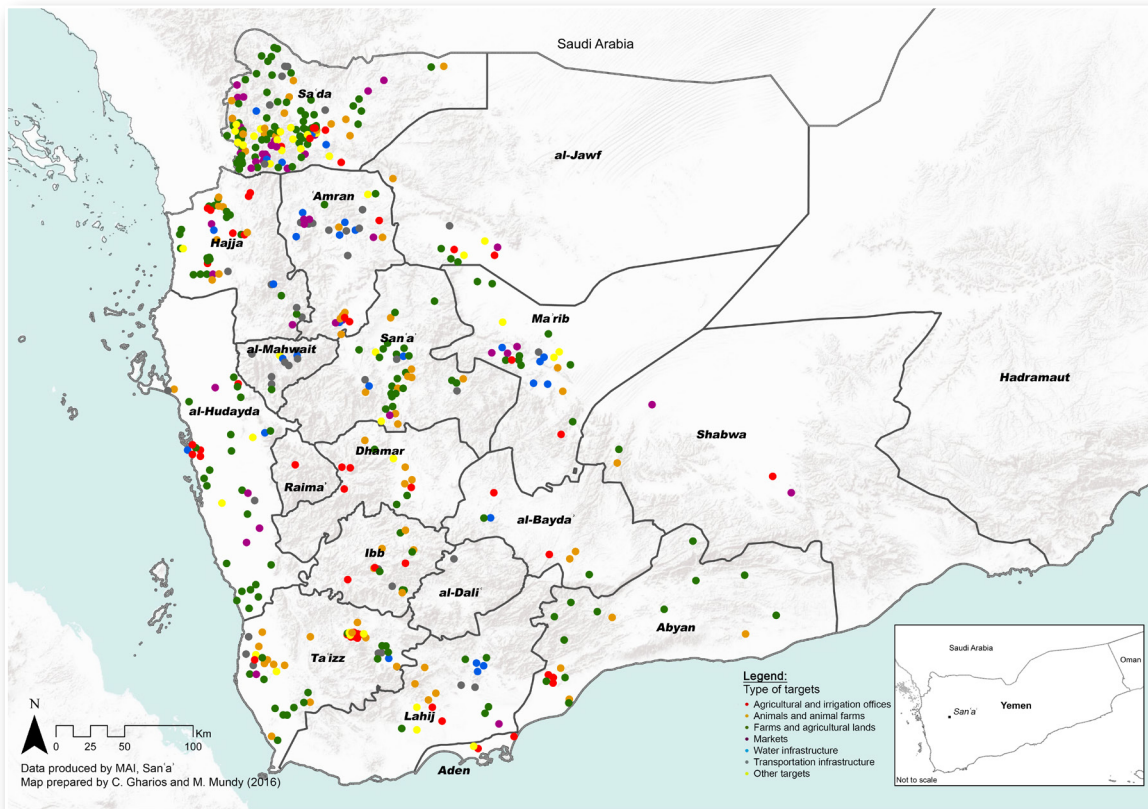 Saudi Arabia
Sa'da
al-Jawf
'Amran
Hajja
Ma'rib
San'a'
al-Mahwait
Hadramaut
al-Hudayda
Shabwa
Dhamar
Raima'
al-Bayda'
Ibb
al-Dali'
Abyan
Ta'izz
Lahij
Aden
N
0 25 50 100 Km
Data produced by MAI, San'a'
Map prepared by C. Gharios and M. Mundy (2016)
Legend:
Type of targets
Agricultural and irrigation offices
Animals and animal farms
Farms and agricultural lands
Markets
Water infrastructure
Transportation infrastructure
Other targets
Saudi Arabia
Oman
Yemen
San'a'
Not to scale